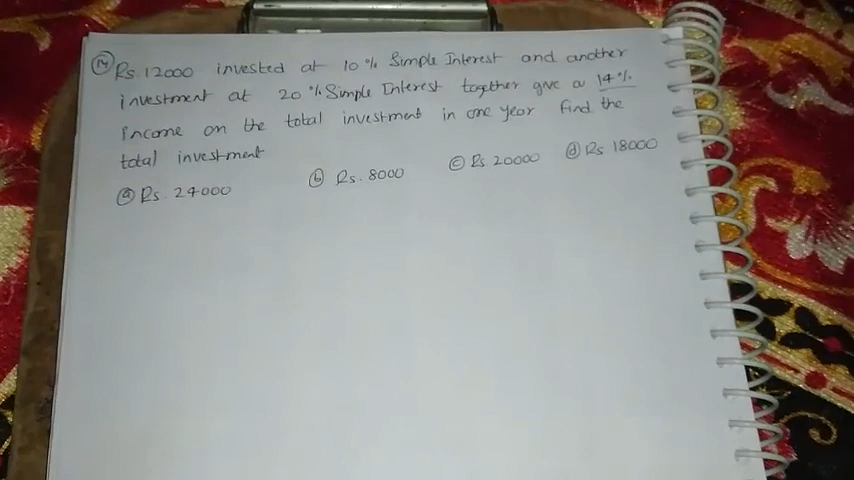 14 Rs. 12000 invested at 10% Simple Interest and another
investment at 20% Simple Interest together give a 14%
income on the total investment in one year Find the
total investment
a Rs. 24000 b Rs. 8000 c Rs 20000 d Rs 18000